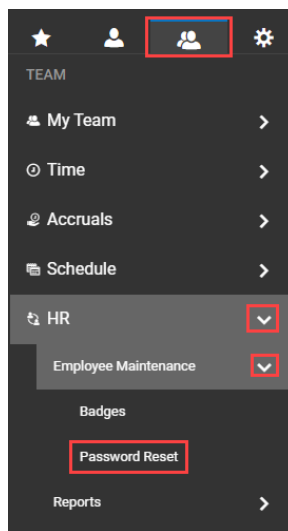 TEAM
My Team
Time
Accruals
Schedule
HR
Employee Maintenance
Badges
Password Reset
Reports